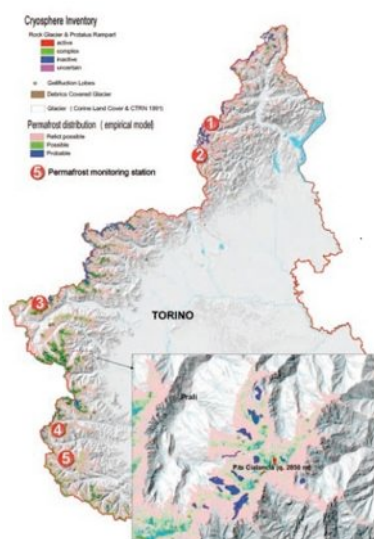 Cryosphere Inventory
Rock Glacier & Protalus Rampart
active
complex
inactive
uncertain
Gelifluction Lobes
Debrics Covered Glacier
Glacier (Corine Land Cover & CTRN 1991)
Permafrost distribution (empirical model)
Relict possible
Possible
Probable
5 Permafrost monitoring station
1
2
3
TORINO
Prali
4
5